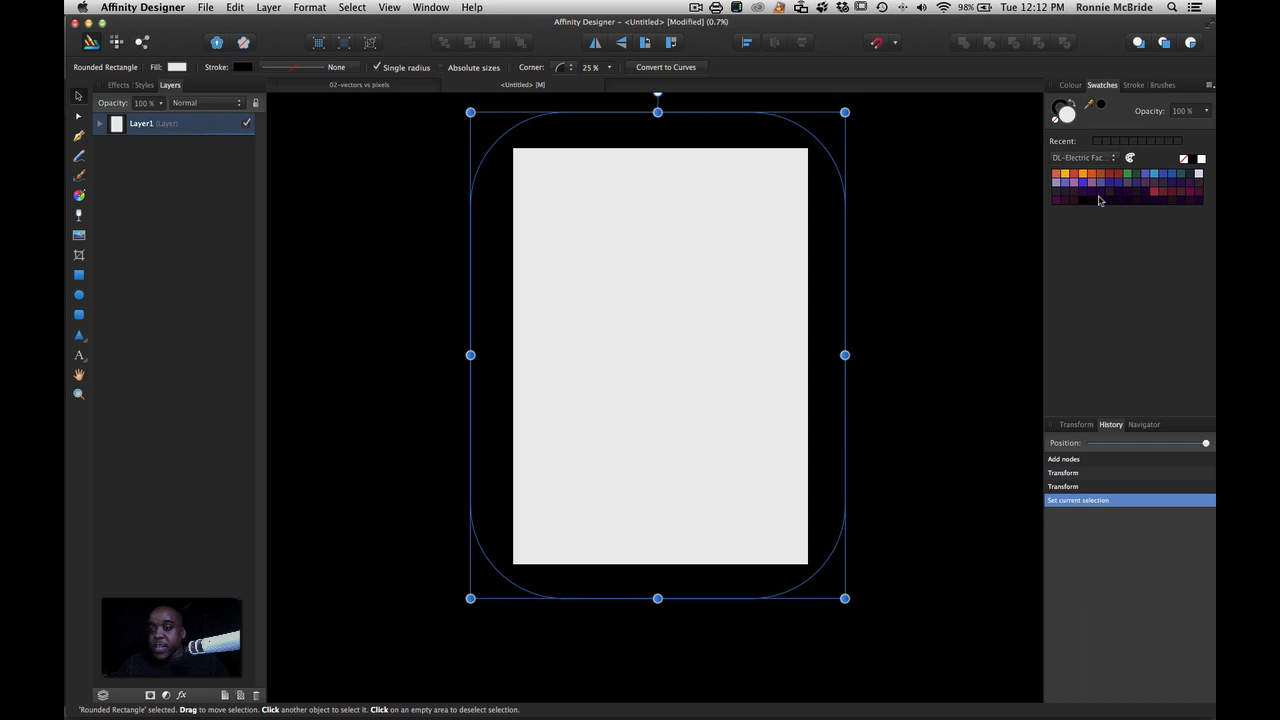 Affinity Designer File Edit Layer Format Select View Window Help 98% Tue 12:12 PM Ronnie McBride
Affinity Designer - <Untitled> [Modified] (0.7%)
Rounded Rectangle Fill: Stroke: None Single radius Absolute sizes Corner: 25 % Convert to Curves
Effects Styles Layers 02-vectors vs pixels <Untitled> [M] Colour Swatches Stroke Brushes
Opacity: 100 % Normal Opacity: 100 %
Layer1 (Layer)
Recent:
DL-Electric Fac...
Transform History Navigator
Position:
Add nodes
Transform
Transform
Set current selection
fx
'Rounded Rectangle' selected. Drag to move selection. Click another object to select it. Click on an empty area to deselect selection.